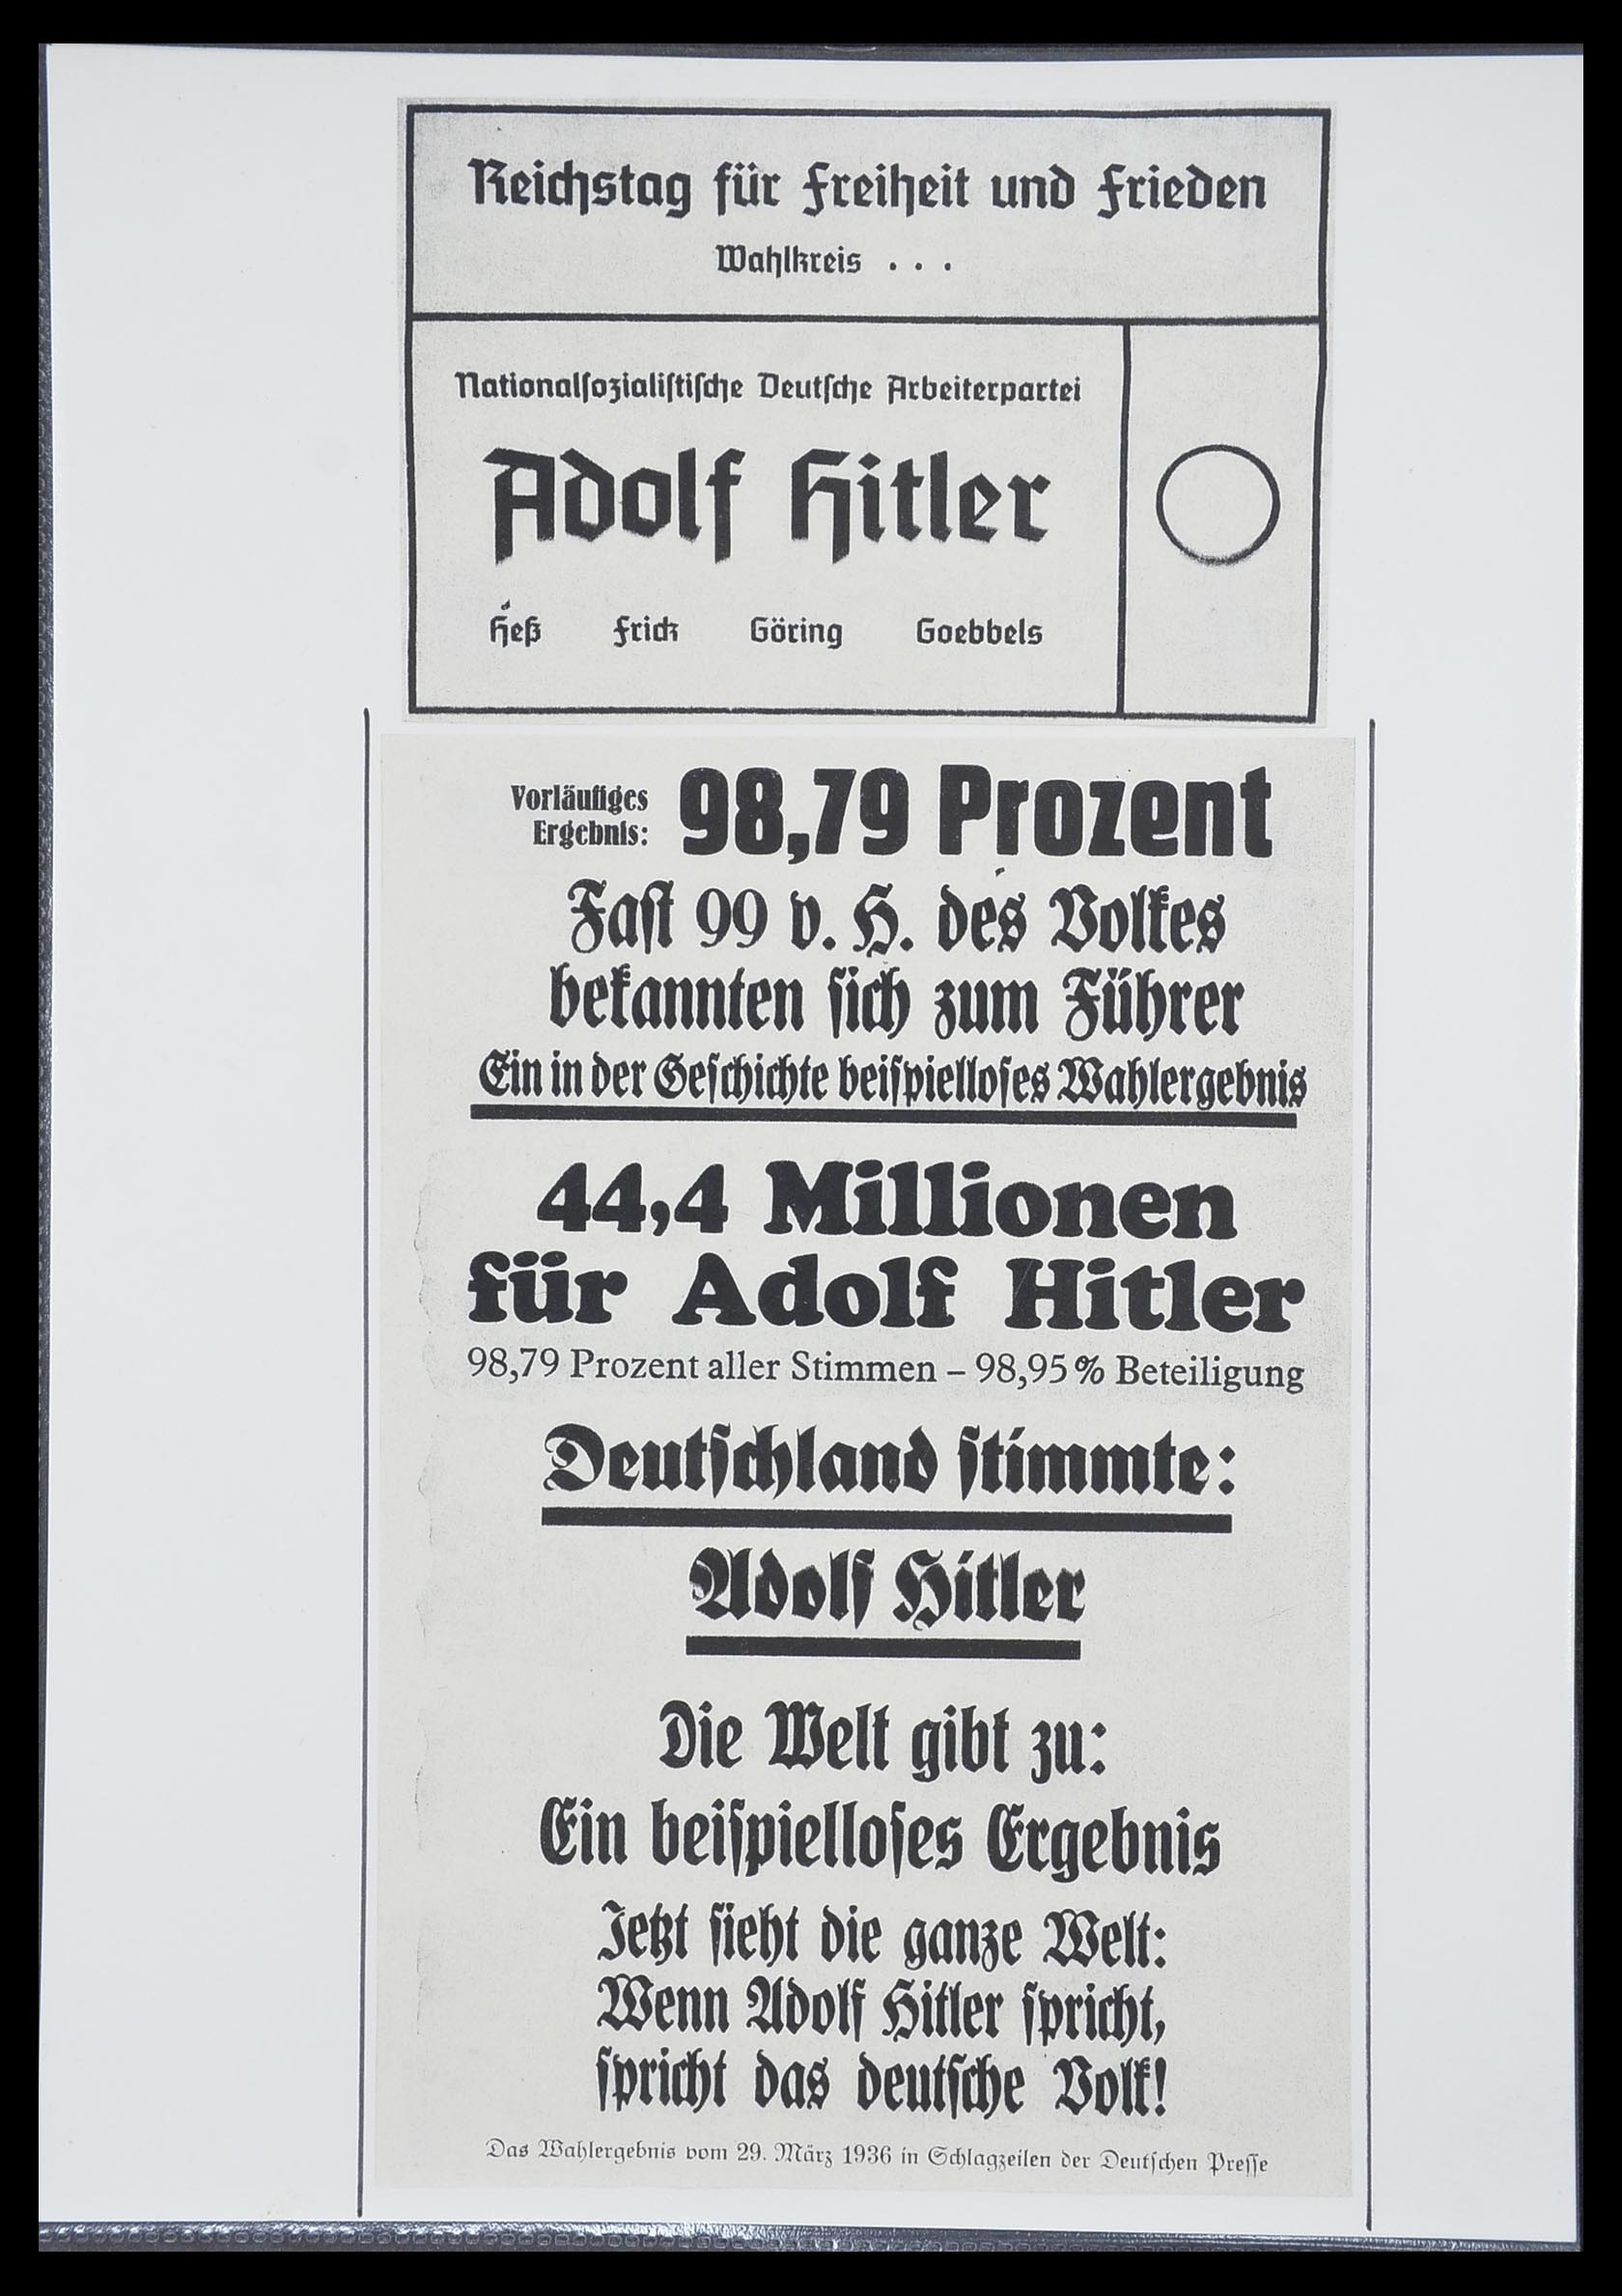 Reichstag für Freiheit und Frieden
Wahlkreis . . .
Nationalsozialistische Deutsche Arbeiterpartei
Adolf Hitler
Heß Frick Göring Goebbels
Vorläufiges
Ergebnis: 98,79 Prozent
Fast 99 v. H. des Volkes
bekannten sich zum Führer
Ein in der Geschichte beispielloses Wahlergebnis
44,4 Millionen
für Adolf Hitler
98,79 Prozent aller Stimmen – 98,95 % Beteiligung
Deutschland stimmte:
Adolf Hitler
Die Welt gibt zu:
Ein beispielloses Ergebnis
Jetzt sieht die ganze Welt:
Wenn Adolf Hitler spricht,
spricht das deutsche Volk!
Das Wahlergebnis vom 29. März 1936 in Schlagzeilen der Deutschen Presse